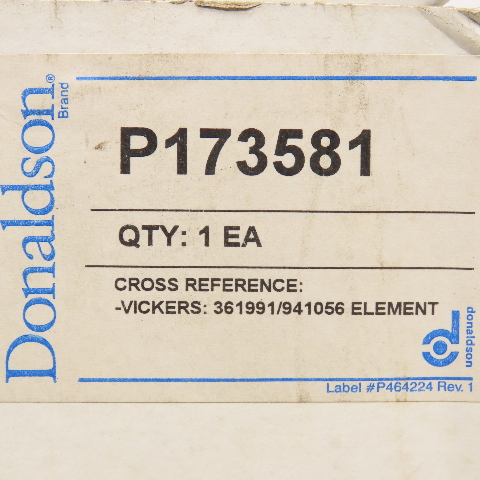 Donaldson®
Brand
P173581
QTY: 1 EA
CROSS REFERENCE:
-VICKERS: 361991/941056 ELEMENT
donaldson
Label #P464224 Rev. 1